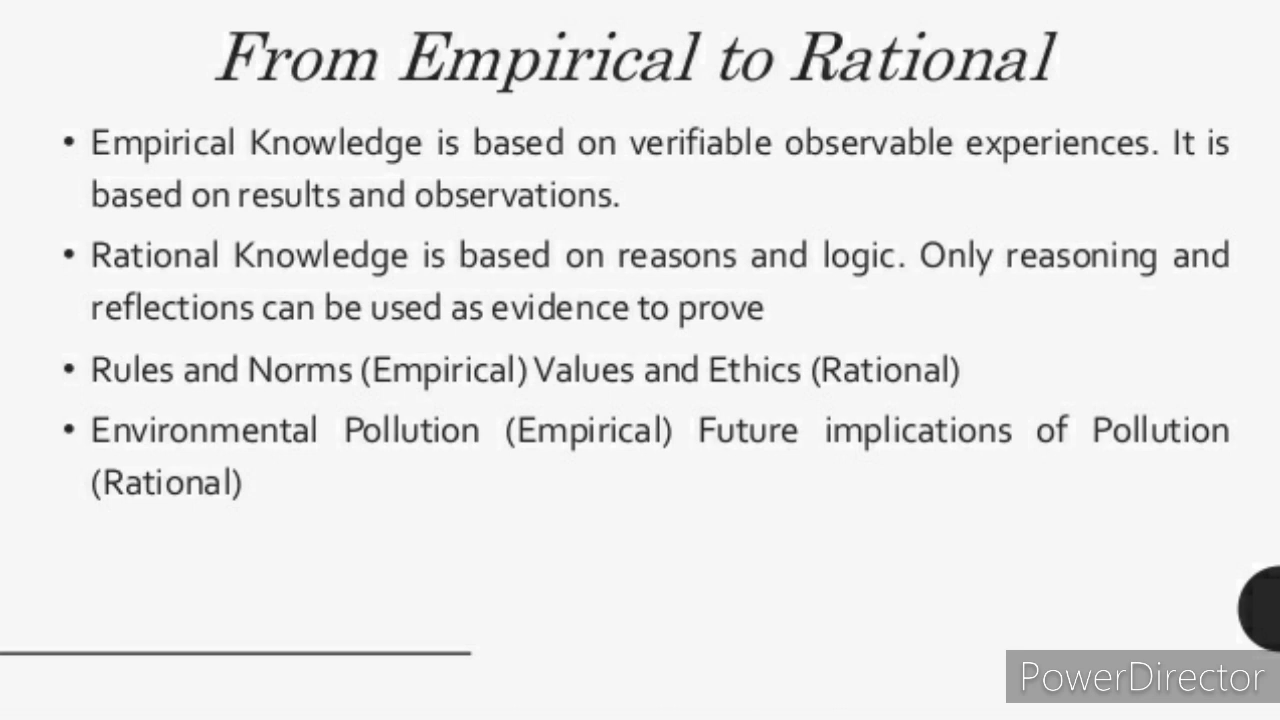 From Empirical to Rational
• Empirical Knowledge is based on verifiable observable experiences. It is
based on results and observations.
• Rational Knowledge is based on reasons and logic. Only reasoning and
reflections can be used as evidence to prove
• Rules and Norms (Empirical) Values and Ethics (Rational)
• Environmental Pollution (Empirical) Future implications of Pollution
(Rational)
PowerDirector